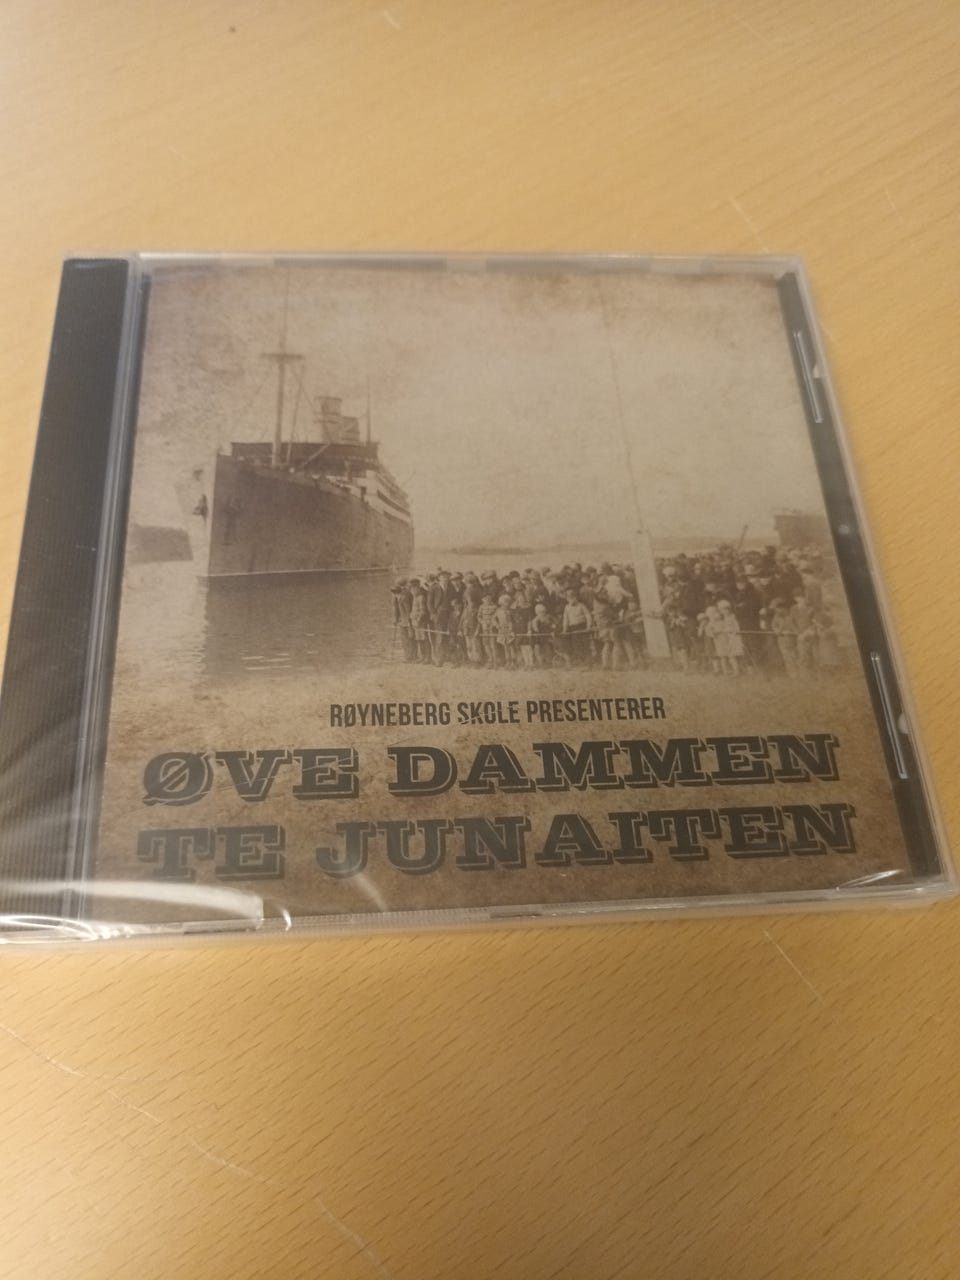 RØYNEBERG SKOLE PRESENTERER
ØVE DAMMEN
TE JUNAITEN